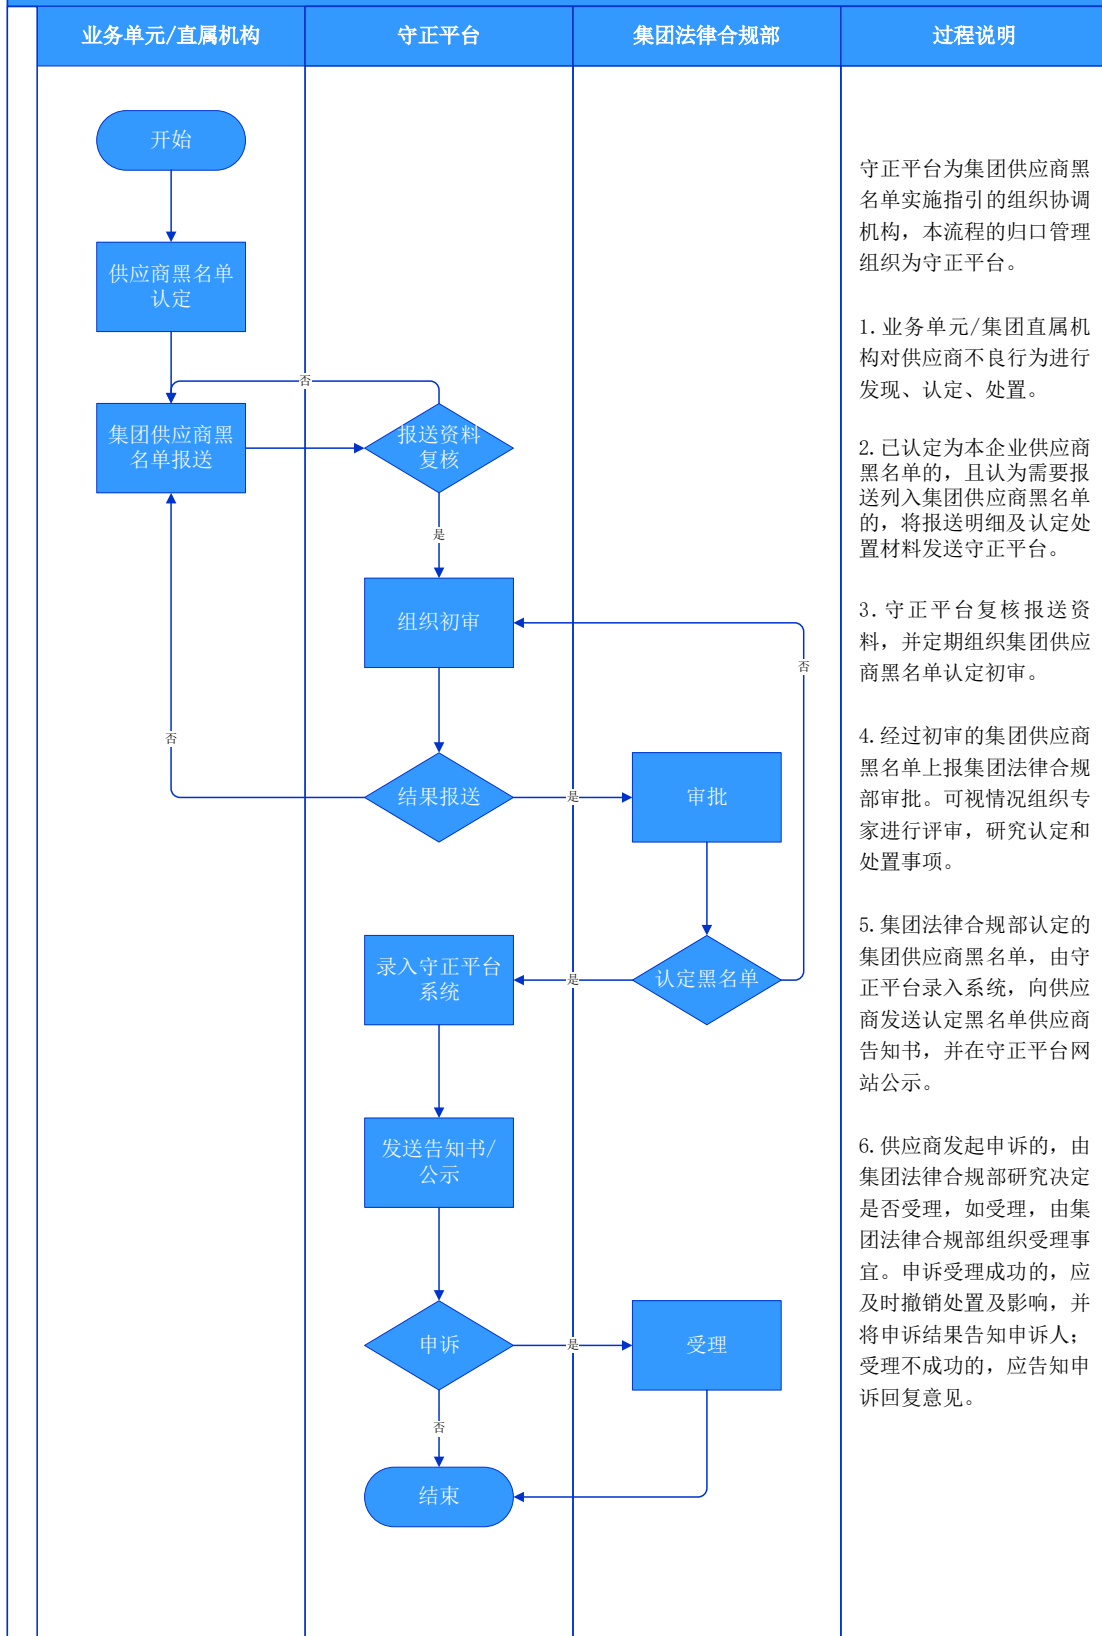 业务单元/直属机构
守正平台
集团法律合规部
过程说明
开始
供应商黑名单
认定
否
集团供应商黑
名单报送
报送资料
复核
是
组织初审
否
否
结果报送
是
审批
录入守正平台
系统
是
认定黑名单
发送告知书/
公示
申诉
是
受理
否
结束
守正平台为集团供应商黑
名单实施指引的组织协调
机构，本流程的归口管理
组织为守正平台。
1.业务单元/集团直属机
构对供应商不良行为进行
发现、认定、处置。
2.已认定为本企业供应商
黑名单的，且认为需要报
送列入集团供应商黑名单
的，将报送明细及认定处
置材料发送守正平台。
3.守正平台复核报送资
料，并定期组织集团供应
商黑名单认定初审。
4.经过初审的集团供应商
黑名单上报集团法律合规
部审批。可视情况组织专
家进行评审，研究认定和
处置事项。
5.集团法律合规部认定的
集团供应商黑名单，由守
正平台录入系统，向供应
商发送认定黑名单供应商
告知书，并在守正平台网
站公示。
6.供应商发起申诉的，由
集团法律合规部研究决定
是否受理，如受理，由集
团法律合规部组织受理事
宜。申诉受理成功的，应
及时撤销处置及影响，并
将申诉结果告知申诉人；
受理不成功的，应告知申
诉回复意见。